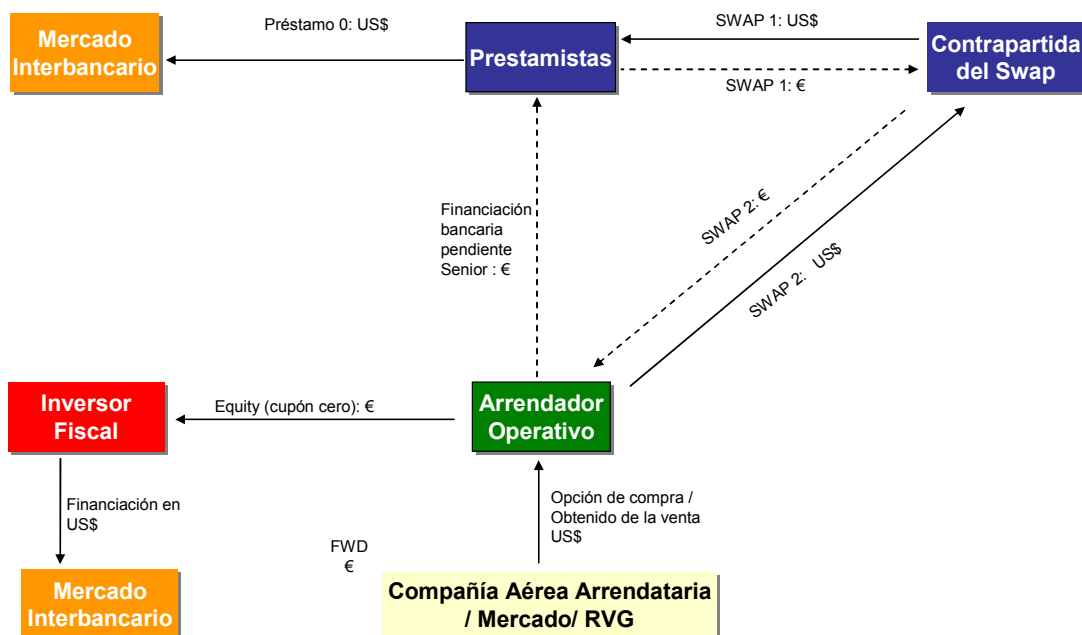 Préstamo 0: US$
SWAP 1: US$
Mercado
Interbancario
Prestamistas
Contrapartida
del Swap
SWAP 1: €
Financiación
bancaria
pendiente
Senior : €
SWAP 2: €
SWAP 2: US$
Inversor
Fiscal
Equity (cupón cero): €
Arrendador
Operativo
Financiación en
US$
Opción de compra /
Obtenido de la venta
US$
FWD
€
Mercado
Interbancario
Compañía Aérea Arrendataria
/ Mercado/ RVG